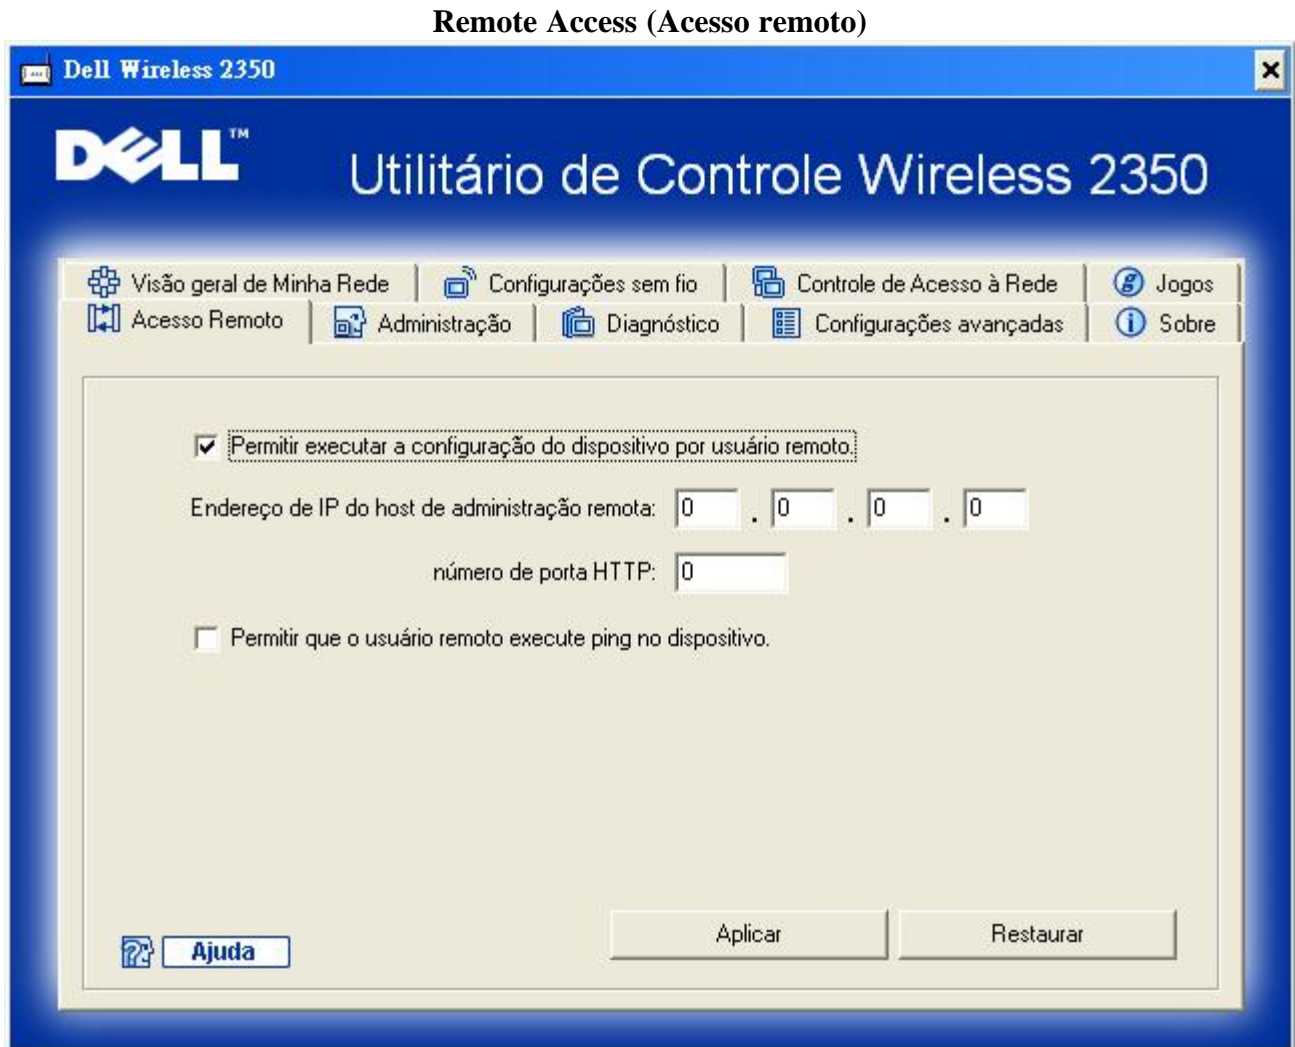 Remote Access (Acesso remoto)
Dell Wireless 2350
DELL™
Utilitário de Controle Wireless 2350
Visão geral de Minha Rede
Configurações sem fio
Controle de Acesso à Rede
Jogos
Acesso Remoto
Administração
Diagnóstico
Configurações avançadas
Sobre
Permitir executar a configuração do dispositivo por usuário remoto.
Endereço de IP do host de administração remota: 0 . 0 . 0 . 0
número de porta HTTP: 0
Permitir que o usuário remoto execute ping no dispositivo.
Aplicar
Restaurar
Ajuda